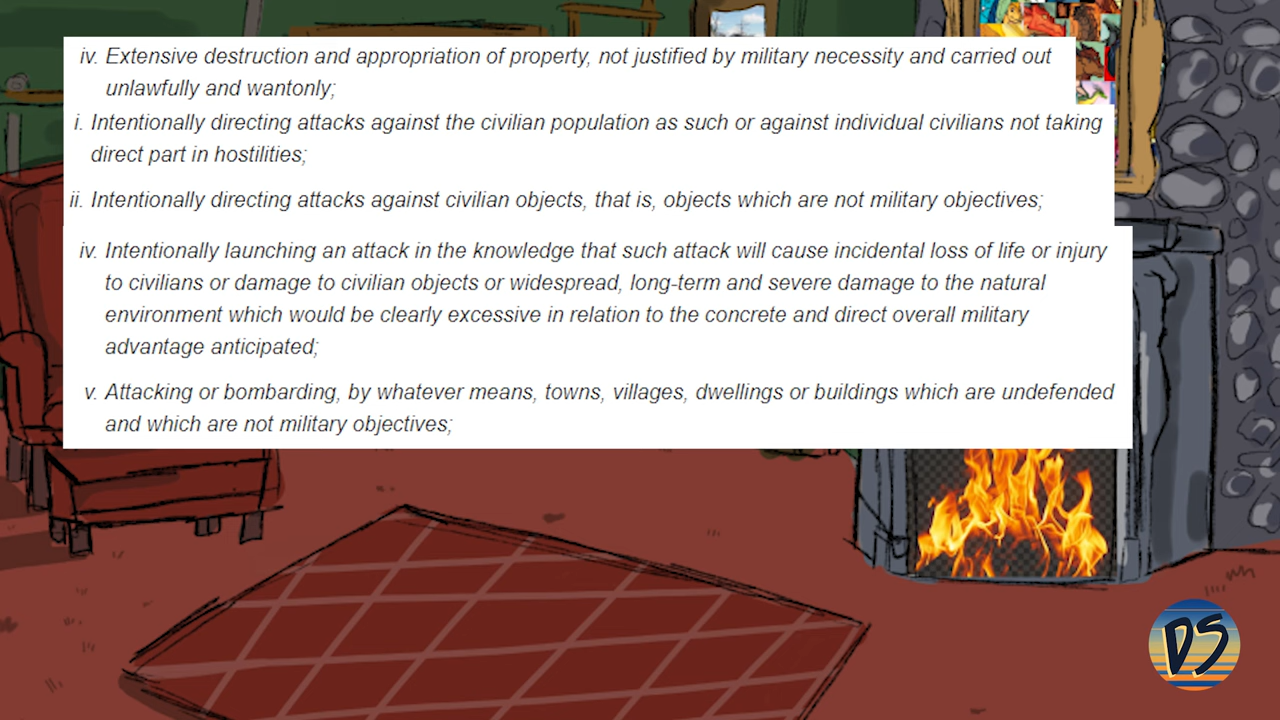 iv. Extensive destruction and appropriation of property, not justified by military necessity and carried out
unlawfully and wantonly;
i. Intentionally directing attacks against the civilian population as such or against individual civilians not taking
direct part in hostilities;
ii. Intentionally directing attacks against civilian objects, that is, objects which are not military objectives;
iv. Intentionally launching an attack in the knowledge that such attack will cause incidental loss of life or injury
to civilians or damage to civilian objects or widespread, long-term and severe damage to the natural
environment which would be clearly excessive in relation to the concrete and direct overall military
advantage anticipated;
v. Attacking or bombarding, by whatever means, towns, villages, dwellings or buildings which are undefended
and which are not military objectives;
DS